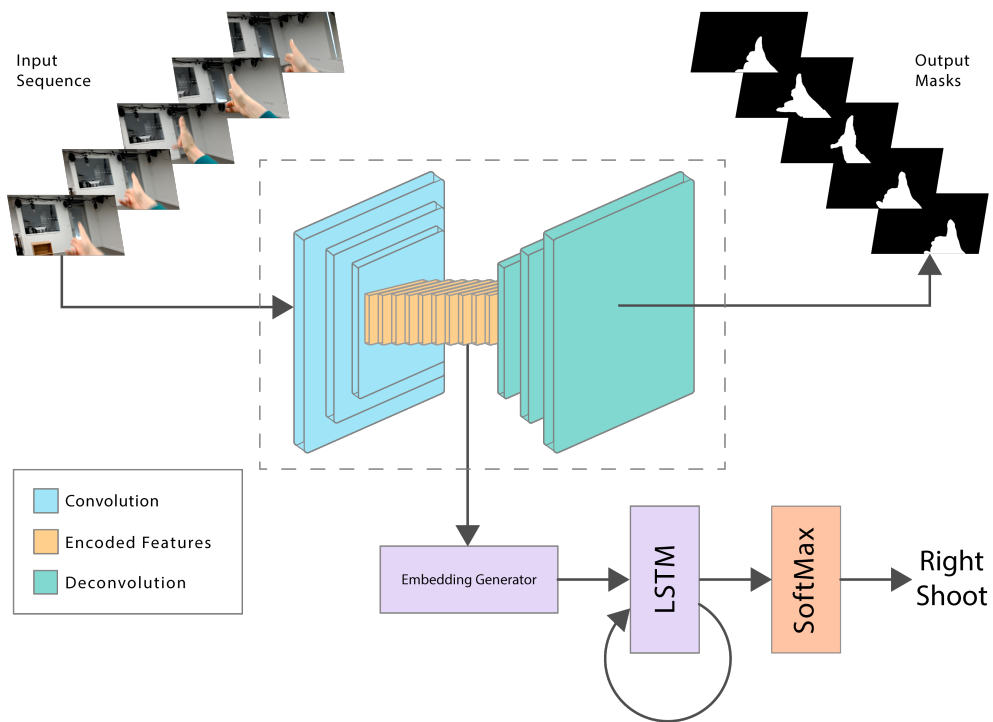 Input
Sequence
Output
Masks
Convolution
Encoded Features
Deconvolution
Embedding Generator
LSTM
SoftMax
Right
Shoot